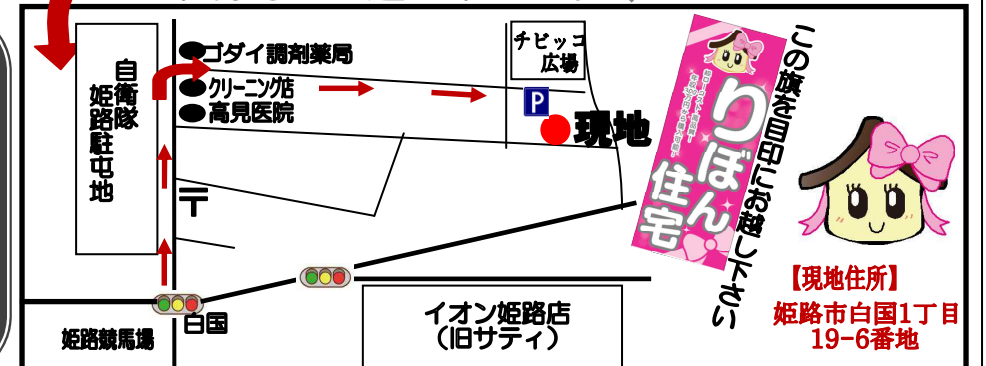 ゴダイ調剤薬局
クリーニング店
高見医院
自衛隊
姫路駐屯地
〒
チビッコ
広場
P
現地
この旗を目印にお越し下さい
りぼん
住宅
白国
姫路競馬場
イオン姫路店
(旧サティ)
【現地住所】
姫路市白国1丁目
19-6番地